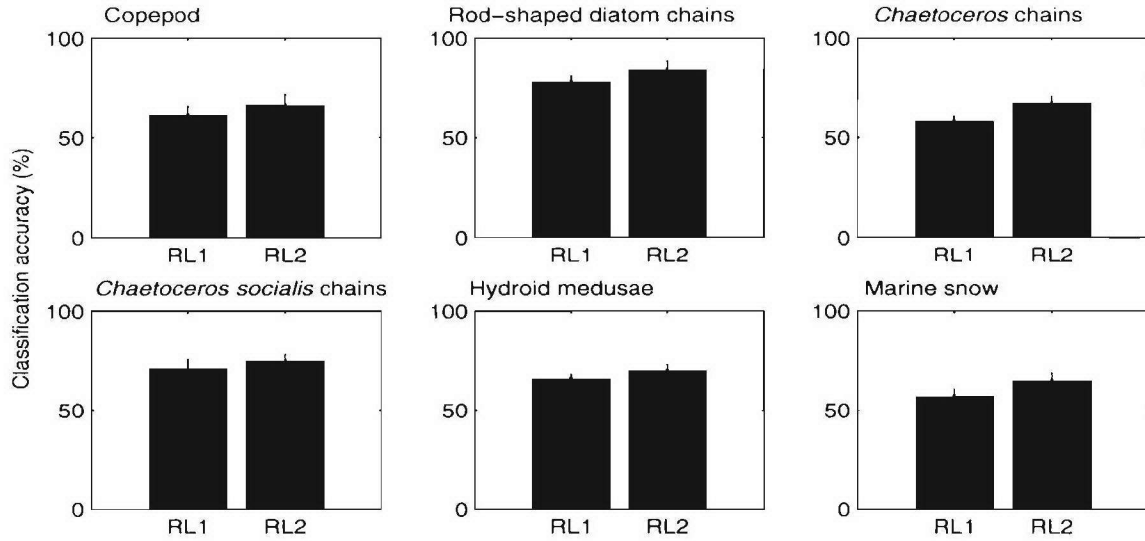 Classification accuracy (%)
Copepod
100
50
0
RL1 RL2
Rod-shaped diatom chains
100
50
0
RL1 RL2
Chaetoceros chains
100
50
0
RL1 RL2
Chaetoceros socialis chains
100
50
0
RL1 RL2
Hydroid medusae
100
50
0
RL1 RL2
Marine snow
100
50
0
RL1 RL2